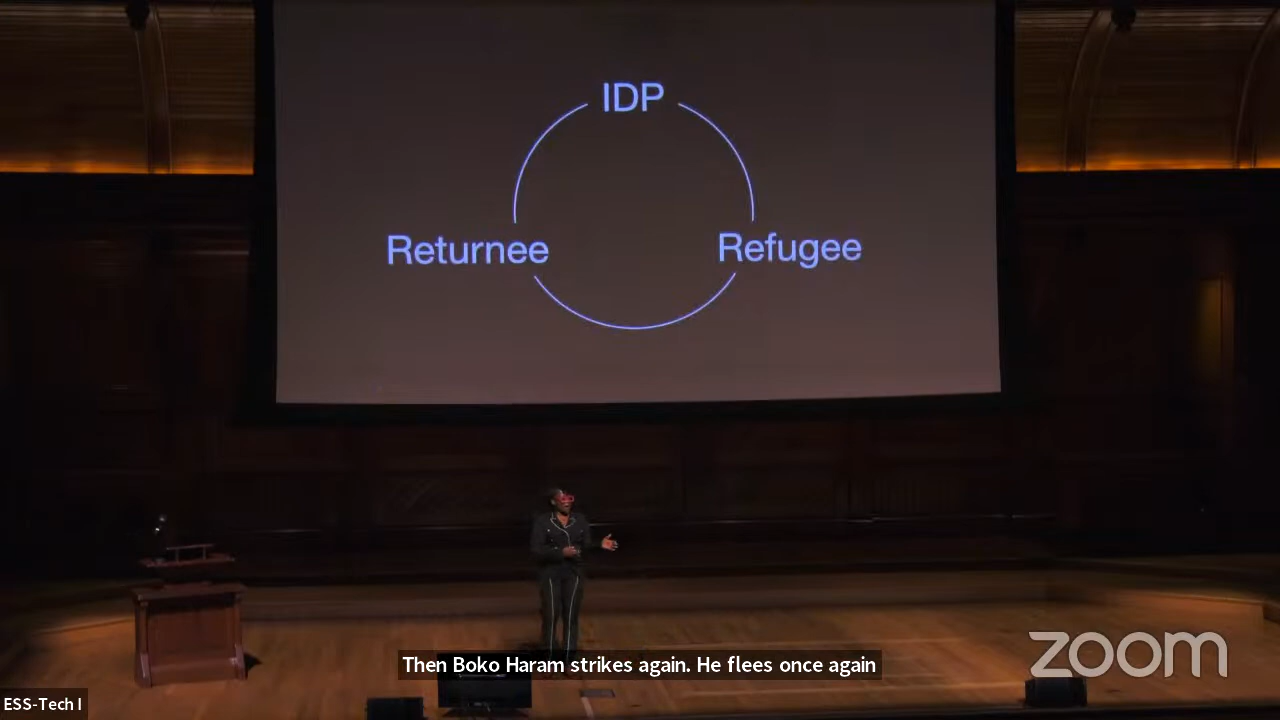 IDP
Returnee
Refugee
Then Boko Haram strikes again. He flees once again
zoom
ESS-Tech I